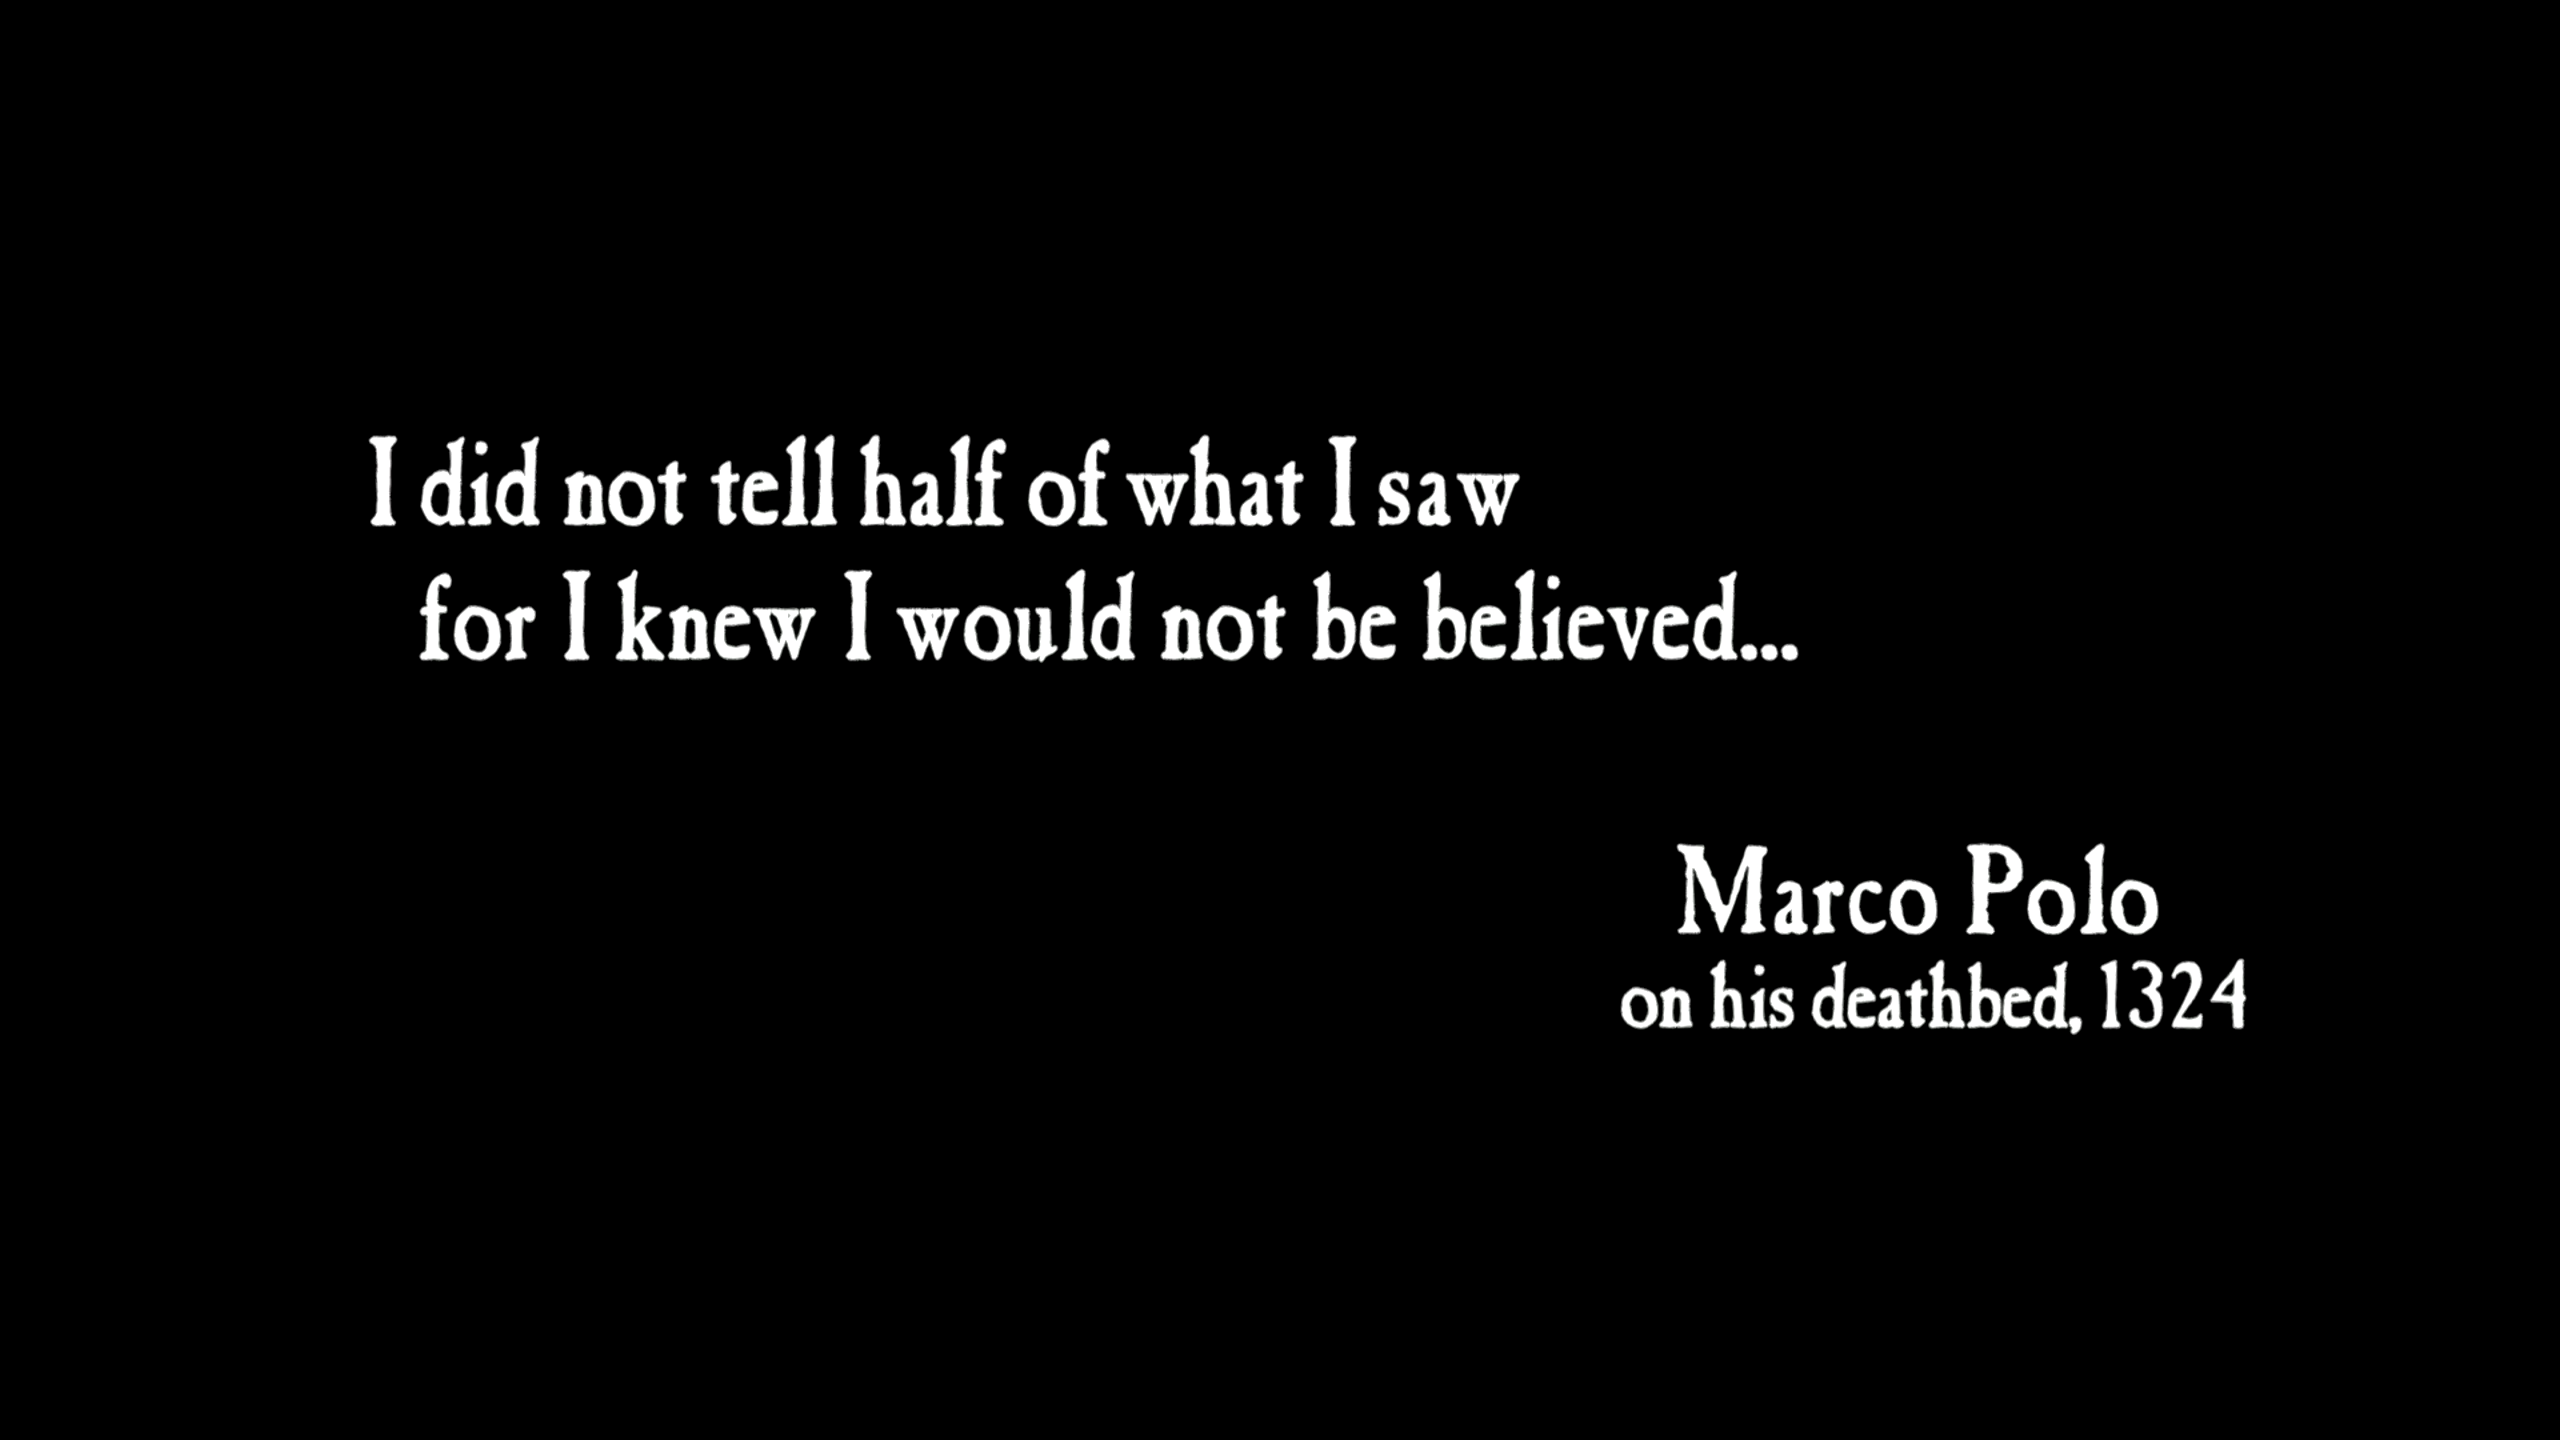 I did not tell half of what I saw
for I knew I would not be believed...
Marco Polo
on his deathbed, 1324